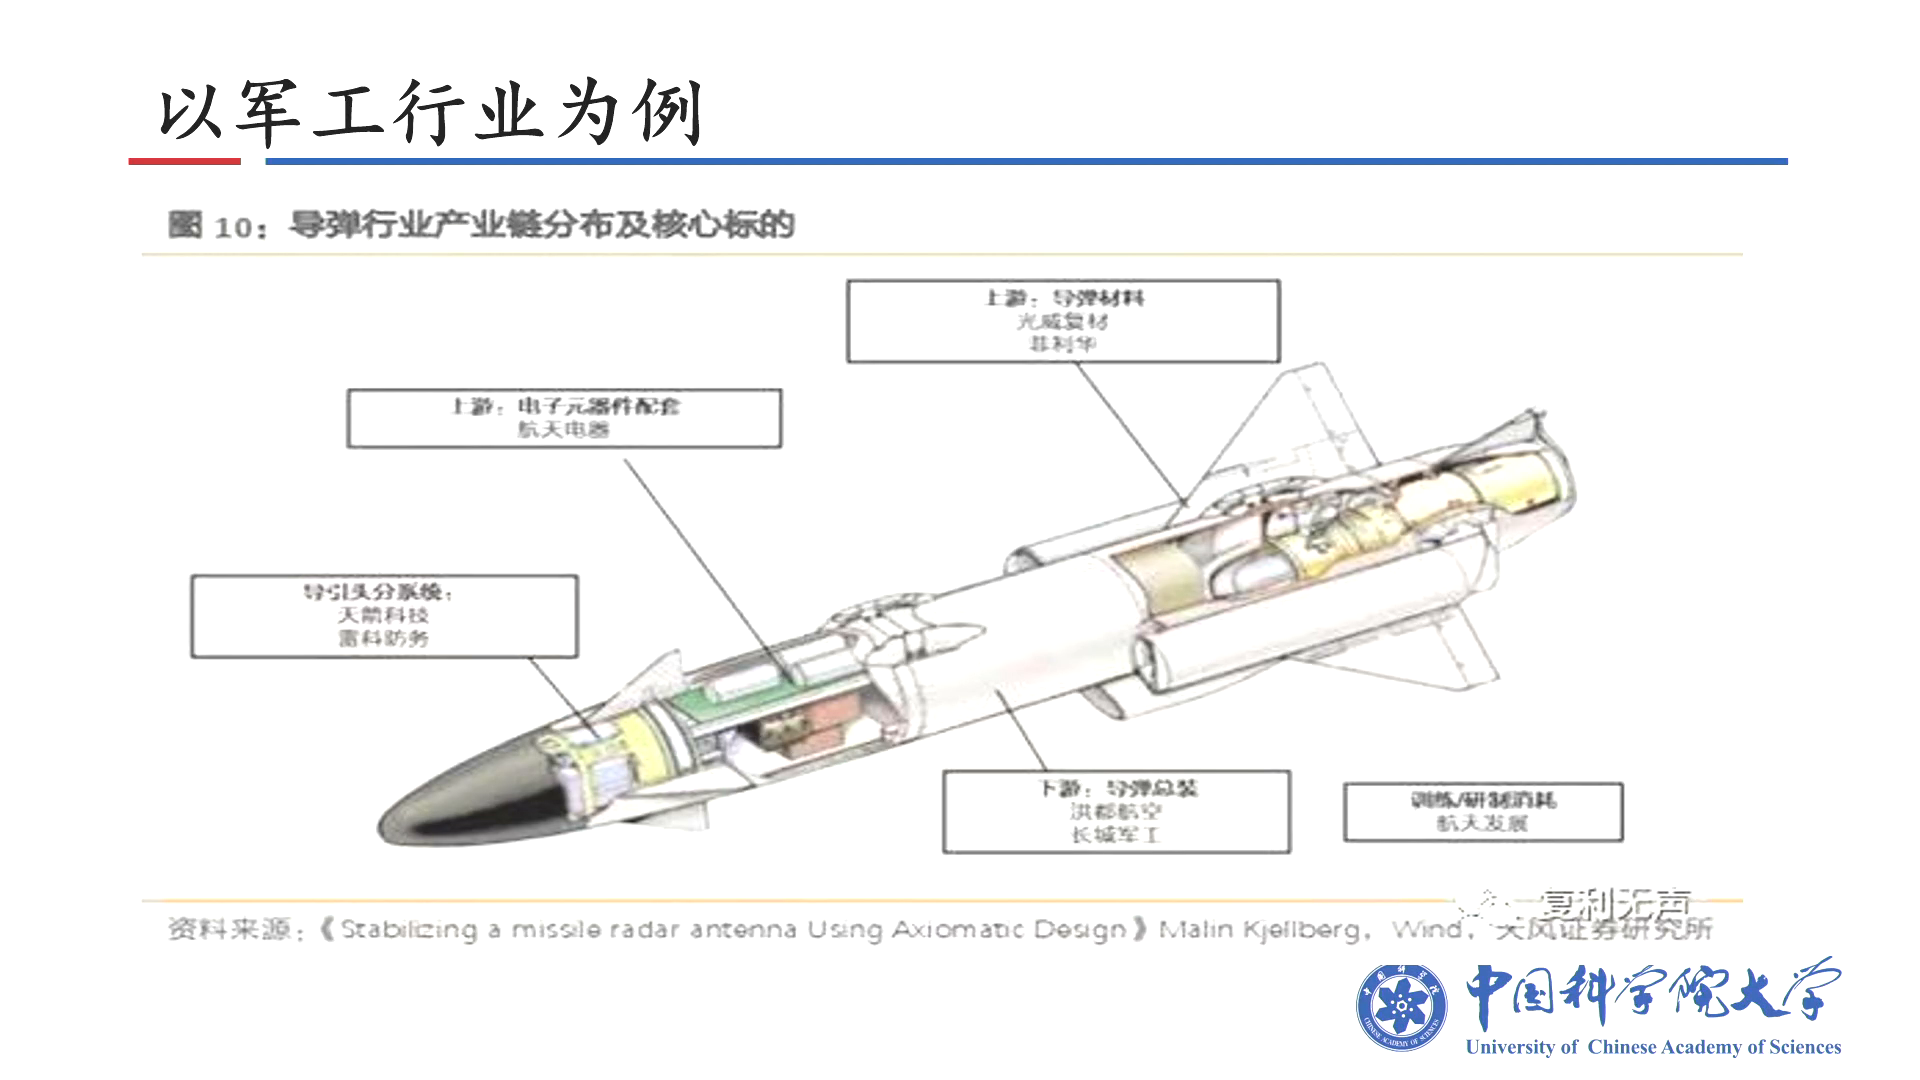 以军工行业为例
图 10：导弹行业产业链分布及核心标的
上游：导弹材料
光威复材
菲利华
上游：电子元器件配套
航天电器
导引头分系统：
天箭科技
雷科防务
下游：导弹总装
洪都航空
长城军工
训练/研制消耗
航天发展
复利无声
资料来源：《Stabilizing a missile radar antenna Using Axiomatic Design》Malin Kjellberg，Wind，天风证券研究所
中国科学院大学
CHINESE ACADEMY OF SCIENCES
University of Chinese Academy of Sciences